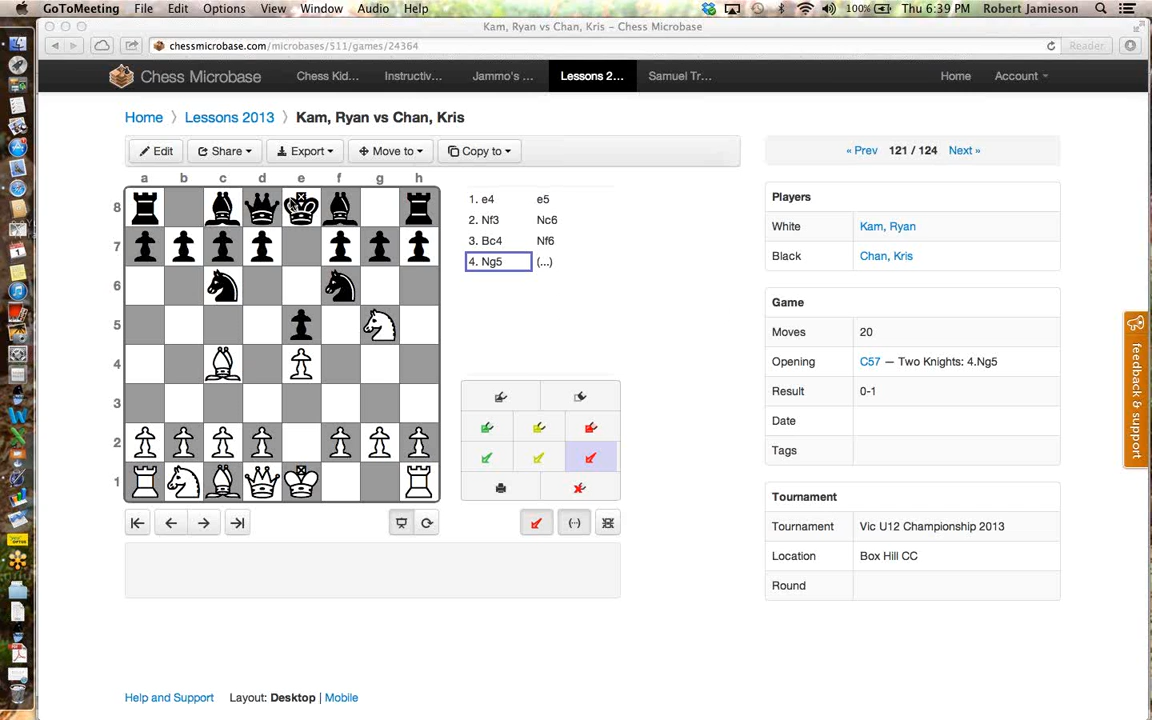 GoToMeeting File Edit Options View Window Audio Help 100% Thu 6:39 PM Robert Jamieson
Kam, Ryan vs Chan, Kris – Chess Microbase
chessmicrobase.com/microbases/511/games/24364 Reader
Chess Microbase Chess Kid... Instructiv... Jammo's ... Lessons 2... Samuel Tr... Home Account
Home 〉 Lessons 2013 〉 Kam, Ryan vs Chan, Kris
Edit Share Export Move to Copy to
« Prev 121 / 124 Next »
a b c d e f g h
8
7
6
5
4
3
2
1
1. e4 e5
2. Nf3 Nc6
3. Bc4 Nf6
4. Ng5 (...)
Players
White Kam, Ryan
Black Chan, Kris
Game
Moves 20
Opening C57 — Two Knights: 4.Ng5
Result 0-1
Date
Tags
Tournament
Tournament Vic U12 Championship 2013
Location Box Hill CC
Round
feedback & support
Help and Support Layout: Desktop | Mobile